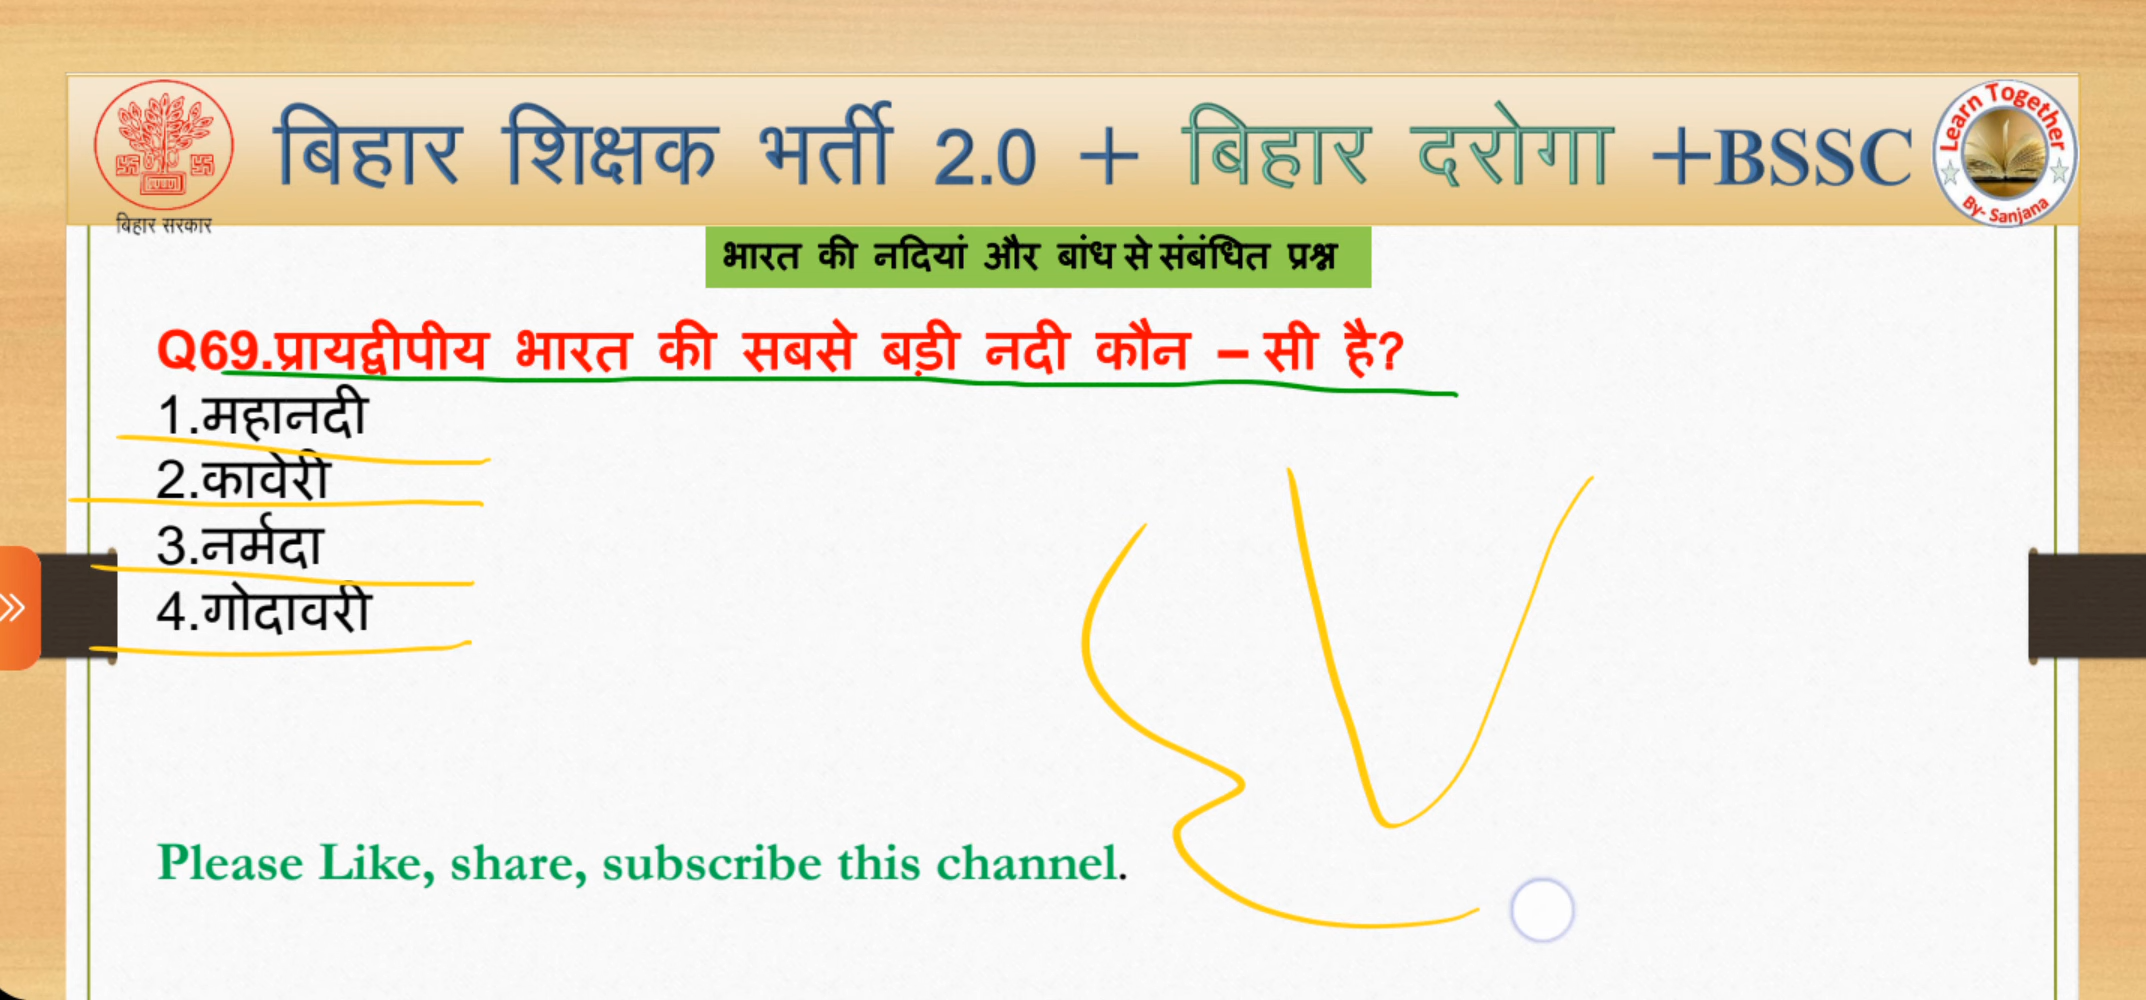 बिहार शिक्षक भर्ती 2.0 + बिहार दरोगा +BSSC
बिहार सरकार
Learn Together
By- Sanjana
भारत की नदियां और बांध से संबंधित प्रश्न
Q69.प्रायद्वीपीय भारत की सबसे बड़ी नदी कौन – सी है?
1.महानदी
2.कावेरी
3.नर्मदा
4.गोदावरी
Please Like, share, subscribe this channel.